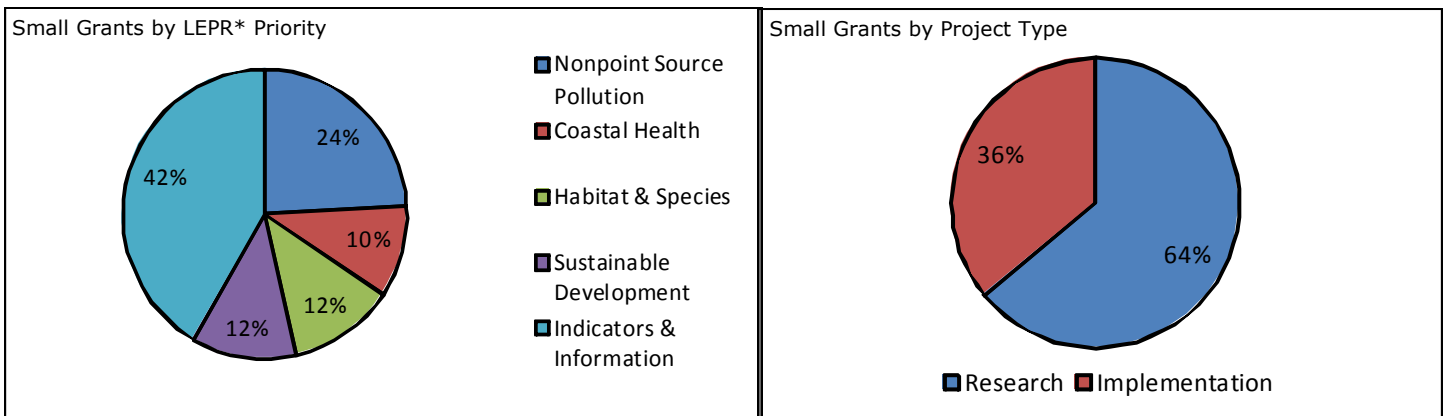 Small Grants by LEPR* Priority
24%
10%
12%
12%
42%
Nonpoint Source
Pollution
Coastal Health
Habitat & Species
Sustainable
Development
Indicators &
Information
Small Grants by Project Type
36%
64%
Research Implementation